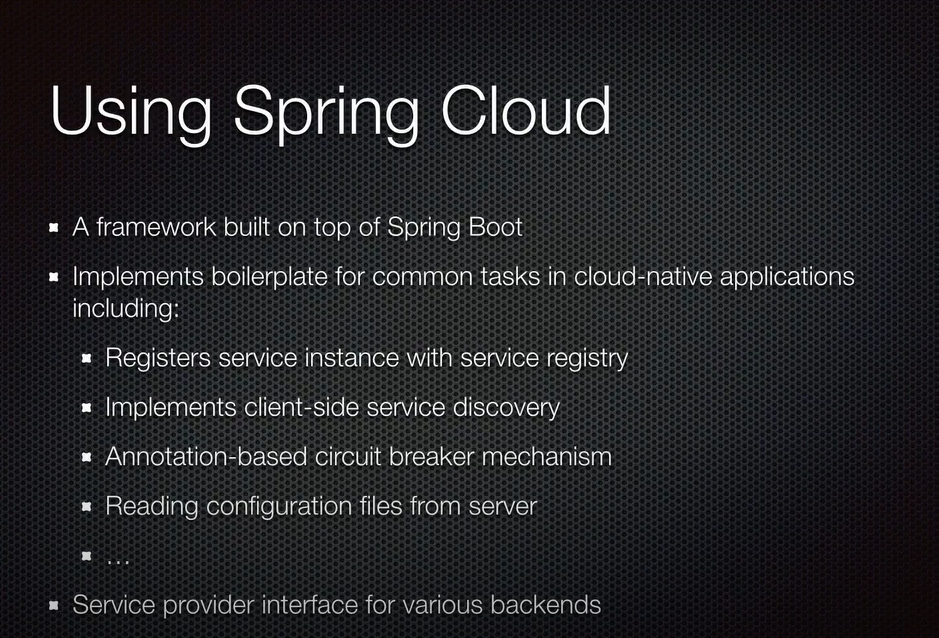 Using Spring Cloud
A framework built on top of Spring Boot
Implements boilerplate for common tasks in cloud-native applications
including:
Registers service instance with service registry
Implements client-side service discovery
Annotation-based circuit breaker mechanism
Reading configuration files from server
…
Service provider interface for various backends